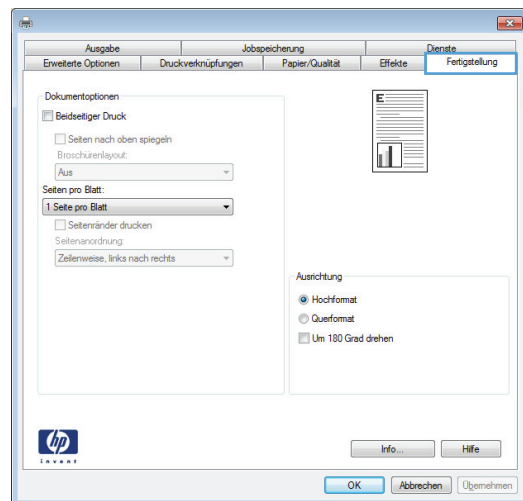 Ausgabe
Jobspeicherung
Dienste
Erweiterte Optionen
Druckverknüpfungen
Papier/Qualität
Effekte
Fertigstellung
Dokumentoptionen
Beidseitiger Druck
Seiten nach oben spiegeln
Broschürenlayout:
Aus
Seiten pro Blatt:
1 Seite pro Blatt
Seitenränder drucken
Seitenanordnung:
Zeilenweise, links nach rechts
E
Ausrichtung
Hochformat
Querformat
Um 180 Grad drehen
hp
invent
Info...
Hilfe
OK
Abbrechen
Übernehmen